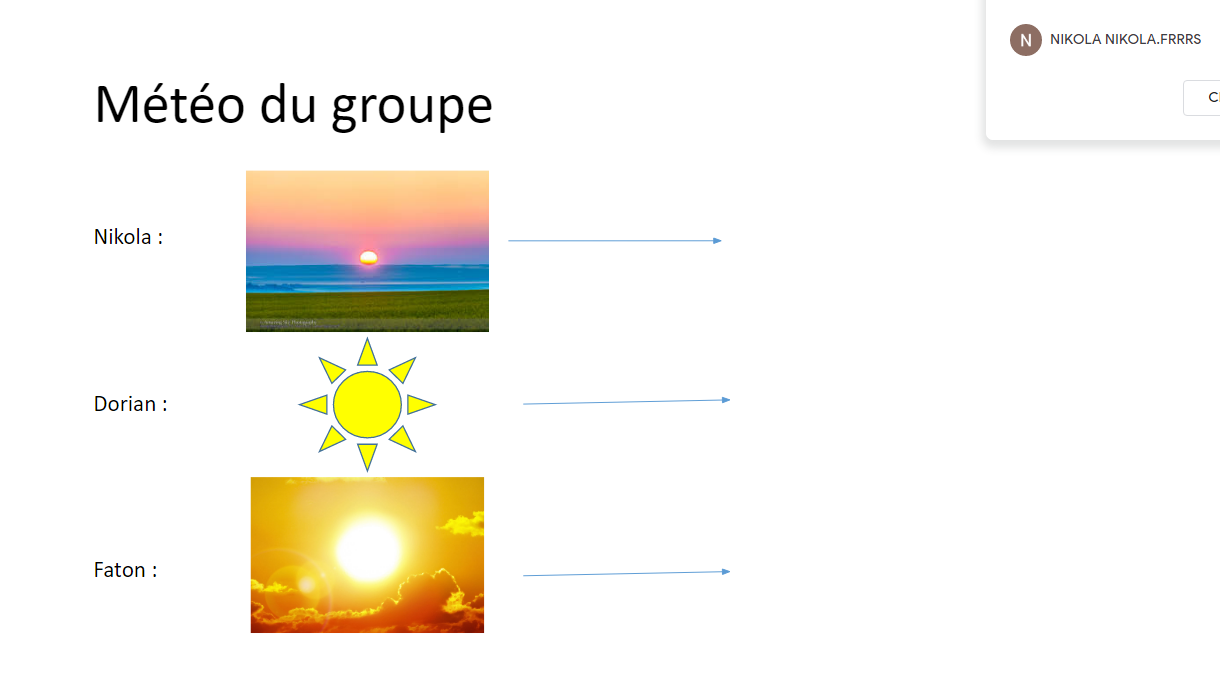 NIKOLA NIKOLA.FRRRS
N
Météo du groupe
Nikola :
Dorian :
Faton :